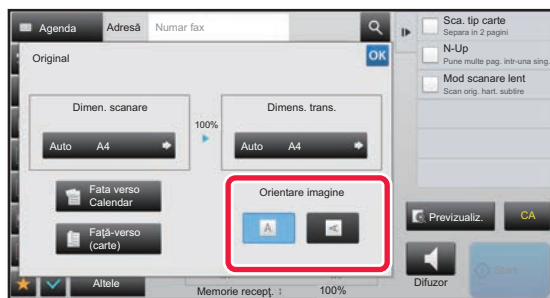 Agenda
Adresă
Numar fax
Original
OK
Dimen. scanare
Auto A4
100%
Dimens. trans.
Auto A4
Fata verso
Calendar
Faţă-verso
(carte)
Orientare imagine
A
A
Altele
Memorie recepţ. :
100%
Sca. tip carte
Separa in 2 pagini
N-Up
Pune multe pag. intr-una sing.
Mod scanare lent
Scan orig. hart. subtire
Previzualiz.
CA
Difuzor
Start